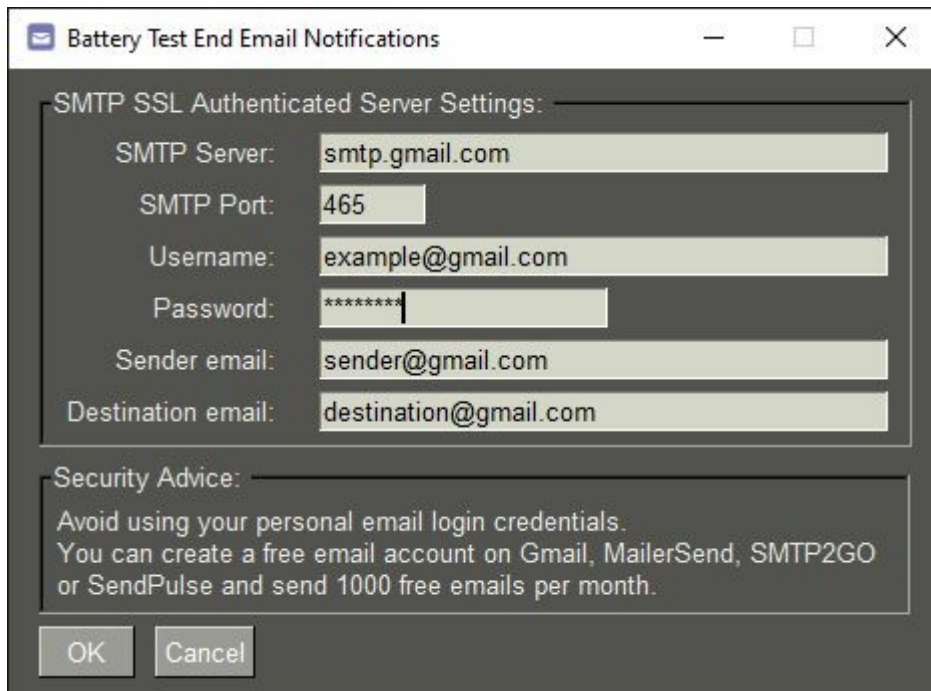 Battery Test End Email Notifications
SMTP SSL Authenticated Server Settings:
SMTP Server: smtp.gmail.com
SMTP Port: 465
Username: example@gmail.com
Password: ********
Sender email: sender@gmail.com
Destination email: destination@gmail.com
Security Advice:
Avoid using your personal email login credentials.
You can create a free email account on Gmail, MailerSend, SMTP2GO
or SendPulse and send 1000 free emails per month.
OK Cancel